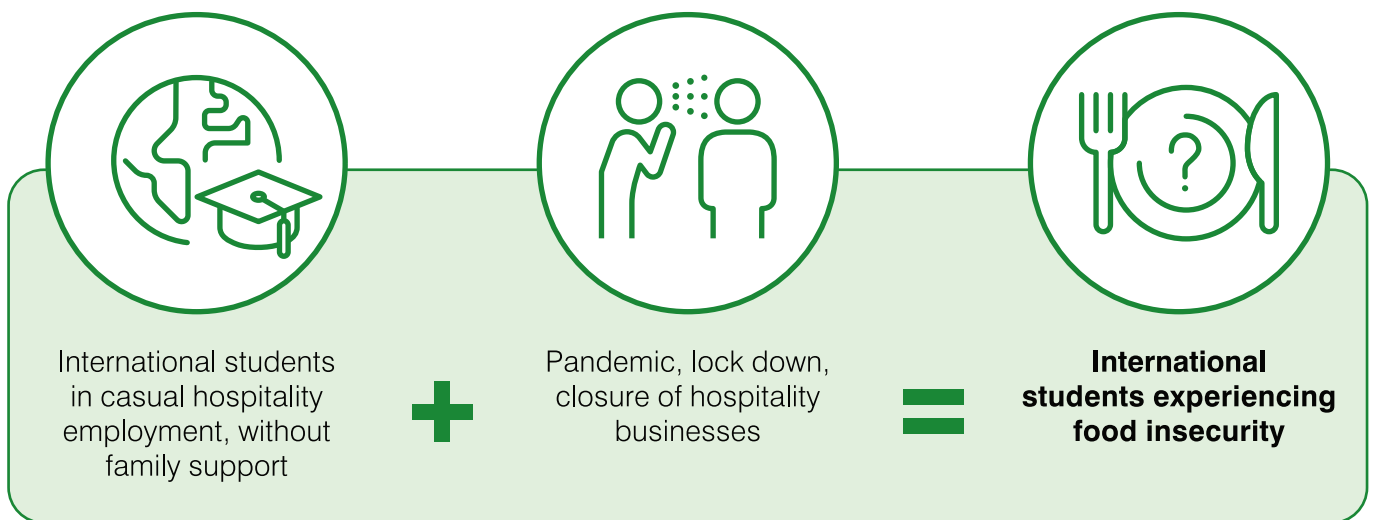 International students
in casual hospitality
employment, without
family support
+
Pandemic, lock down,
closure of hospitality
businesses
=
International
students experiencing
food insecurity
?